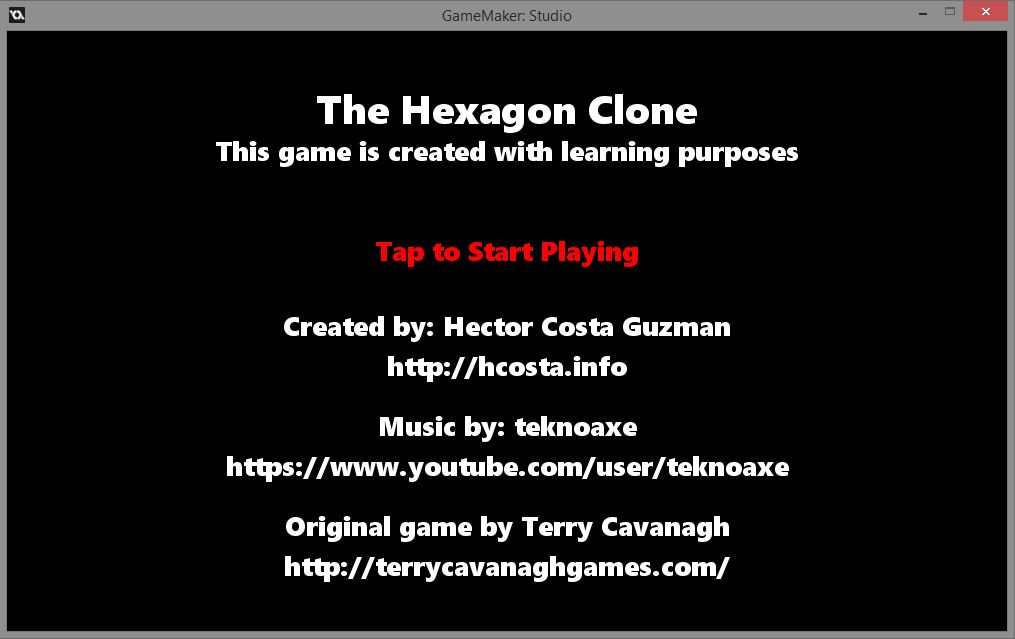 GameMaker: Studio
The Hexagon Clone
This game is created with learning purposes
Tap to Start Playing
Created by: Hector Costa Guzman
http://hcosta.info
Music by: teknoaxe
https://www.youtube.com/user/teknoaxe
Original game by Terry Cavanagh
http://terrycavanaghgames.com/